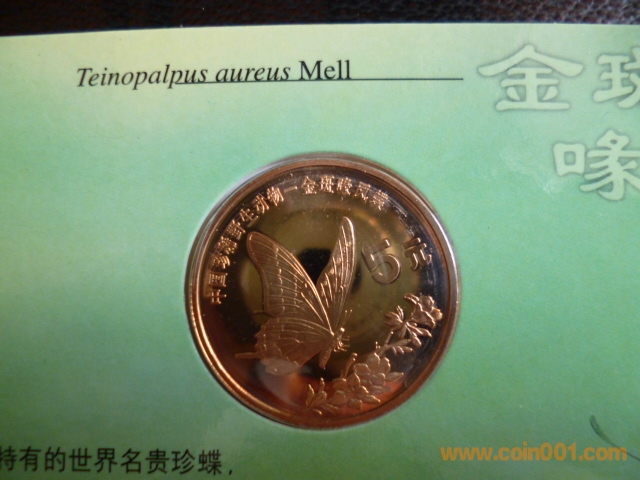 Teinopalpus aureus Mell
金斑
喙
中国珍稀野生动物—金斑喙凤蝶
5元
特有的世界名贵珍蝶，
www.coin001.com